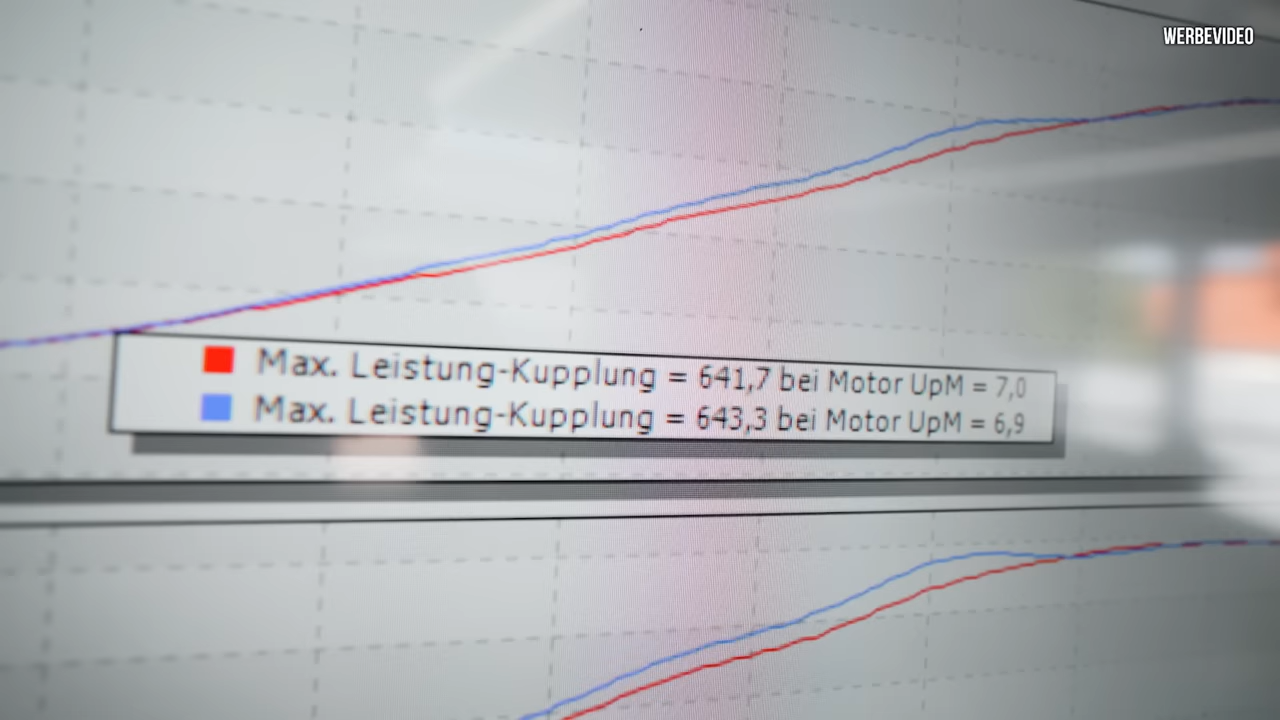 WERBEVIDEO
Max. Leistung-Kupplung = 641,7 bei Motor UpM = 7,0
Max. Leistung-Kupplung = 643,3 bei Motor UpM = 6,9